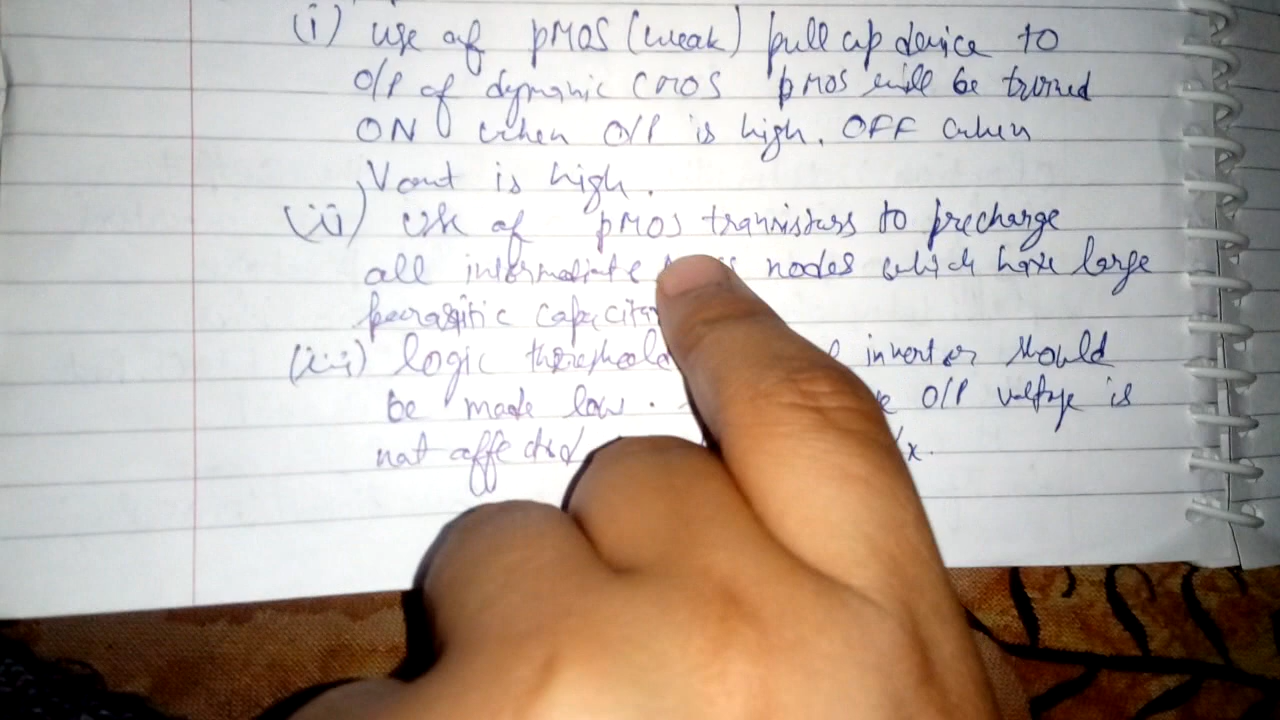 (i) Use of pMOS (weak) pull up device to
O/P of dynamic CMOS pMOS will be turned
ON when O/P is high. OFF when
Vout is high.
(ii) Use of pMOS transistors to precharge
all intermediate nodes which have large
parasitic
(iii) logic threshold inverter should
be made low. O/P voltage is
not affected x.